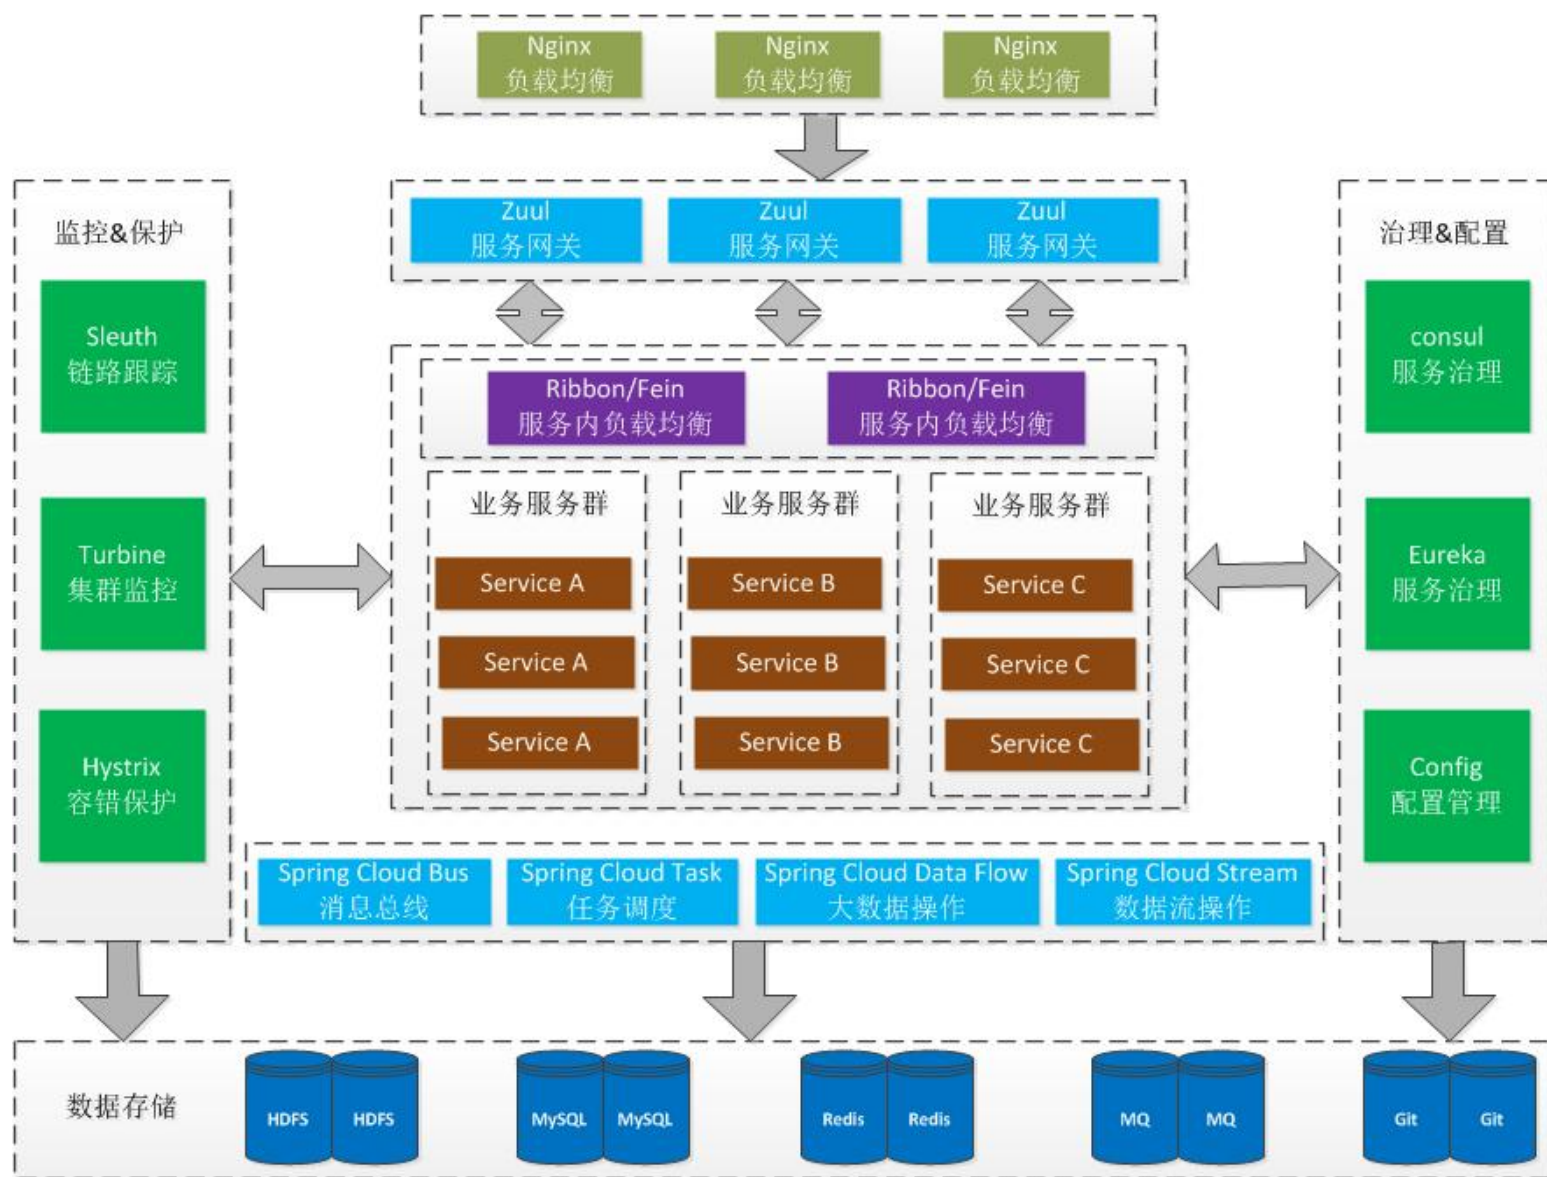 Nginx
负载均衡
Nginx
负载均衡
Nginx
负载均衡
Zuul
服务网关
Zuul
服务网关
Zuul
服务网关
监控&保护
Sleuth
链路跟踪
Turbine
集群监控
Hystrix
容错保护
Ribbon/Fein
服务内负载均衡
Ribbon/Fein
服务内负载均衡
业务服务群
Service A
Service A
Service A
业务服务群
Service B
Service B
Service B
业务服务群
Service C
Service C
Service C
治理&配置
consul
服务治理
Eureka
服务治理
Config
配置管理
Spring Cloud Bus
消息总线
Spring Cloud Task
任务调度
Spring Cloud Data Flow
大数据操作
Spring Cloud Stream
数据流操作
数据存储
HDFS
HDFS
MySQL
MySQL
Redis
Redis
MQ
MQ
Git
Git